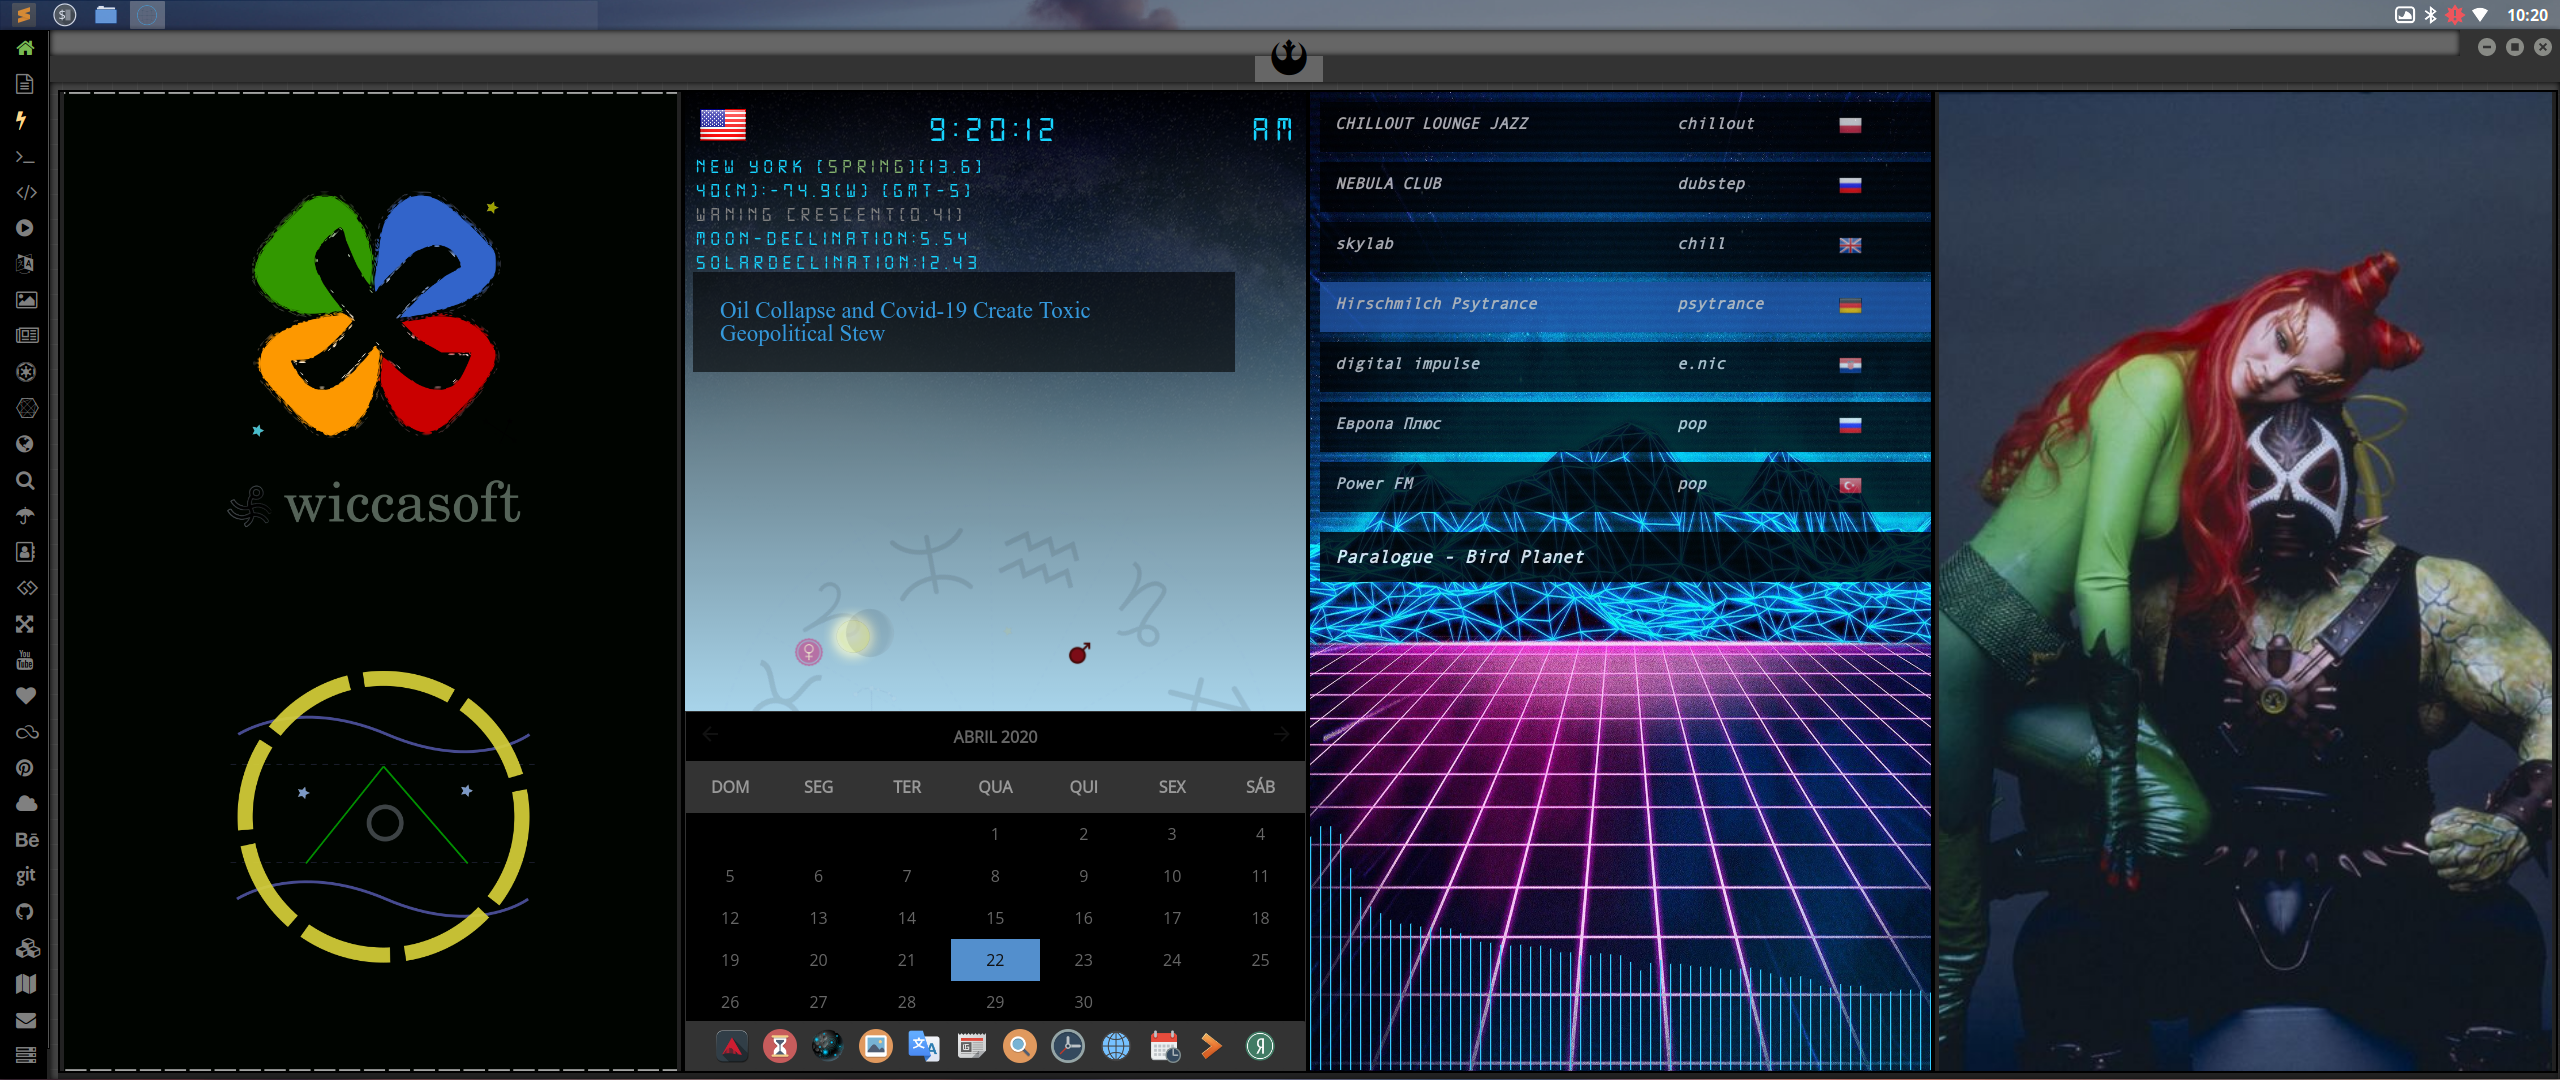 10:20
You
Tube
Bē
git
wiccasoft
9:20:12 AM
NEW YORK [SPRING][13.6]
40(N):-74.9(W) [GMT-5]
WANING CRESCENT[0.41]
MOON-DECLINATION:5.54
SOLARDECLINATION:12.43
Oil Collapse and Covid-19 Create Toxic
Geopolitical Stew
ABRIL 2020
DOM SEG TER QUA QUI SEX SÁB
1 2 3 4
5 6 7 8 9 10 11
12 13 14 15 16 17 18
19 20 21 22 23 24 25
26 27 28 29 30
CHILLOUT LOUNGE JAZZ chillout
NEBULA CLUB dubstep
skylab chill
Hirschmilch Psytrance psytrance
digital impulse e.nic
Европа Плюс pop
Power FM pop
Paralogue - Bird Planet